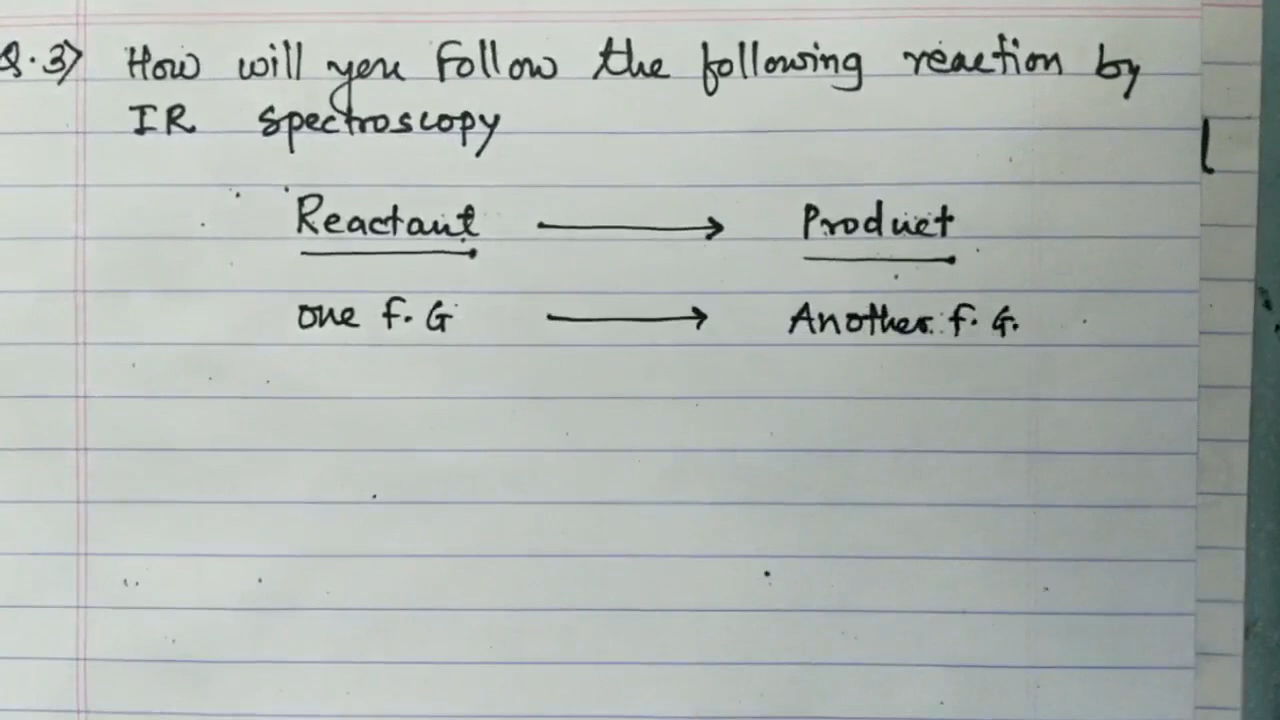 Q.3) How will you Follow the following reaction by
IR spectroscopy
Reactant → Product
one F.G → Another F.G.